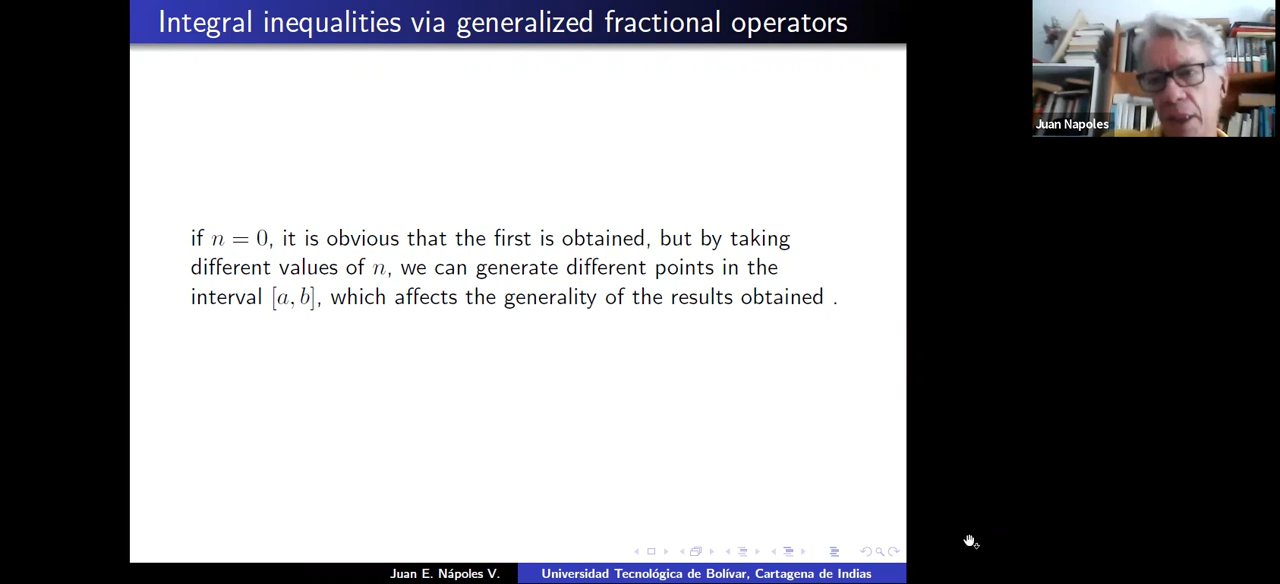 Integral inequalities via generalized fractional operators
Juan Napoles
if n = 0, it is obvious that the first is obtained, but by taking
different values of n, we can generate different points in the
interval [a, b], which affects the generality of the results obtained .
Juan E. Nápoles V.
Universidad Tecnológica de Bolívar, Cartagena de Indias